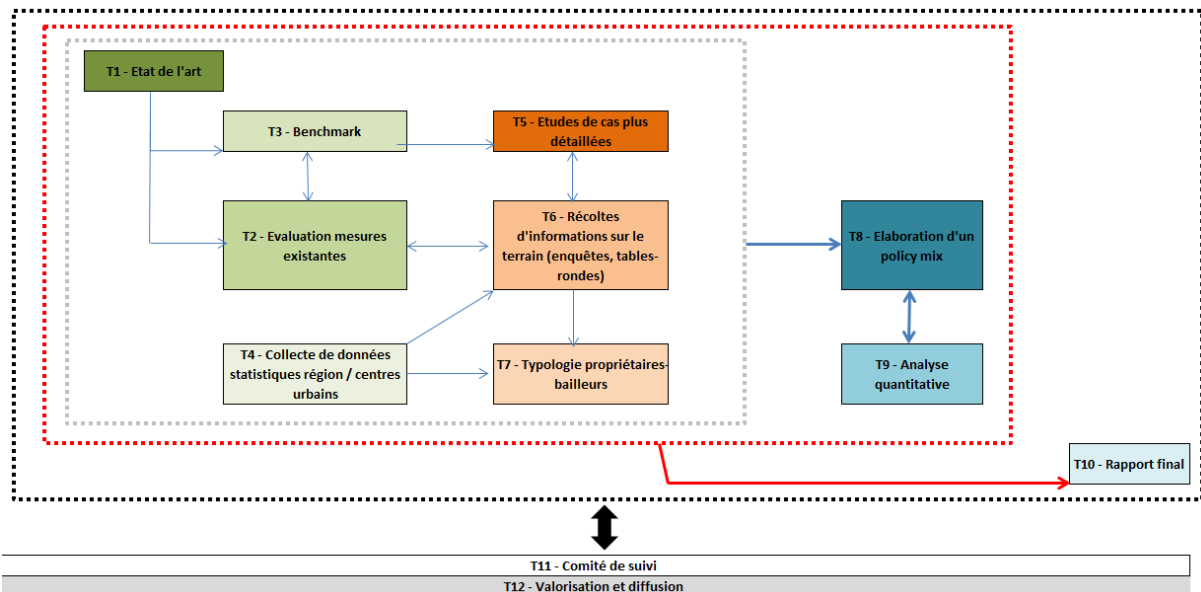 T1 - Etat de l'art
T3 - Benchmark
T5 - Etudes de cas plus
détaillées
T2 - Evaluation mesures
existantes
T6 - Récoltes
d'informations sur le
terrain (enquêtes, tables-
rondes)
T8 - Elaboration d'un
policy mix
T4 - Collecte de données
statistiques région / centres
urbains
T7 - Typologie propriétaires-
bailleurs
T9 - Analyse
quantitative
T10 - Rapport final
T11 - Comité de suivi
T12 - Valorisation et diffusion